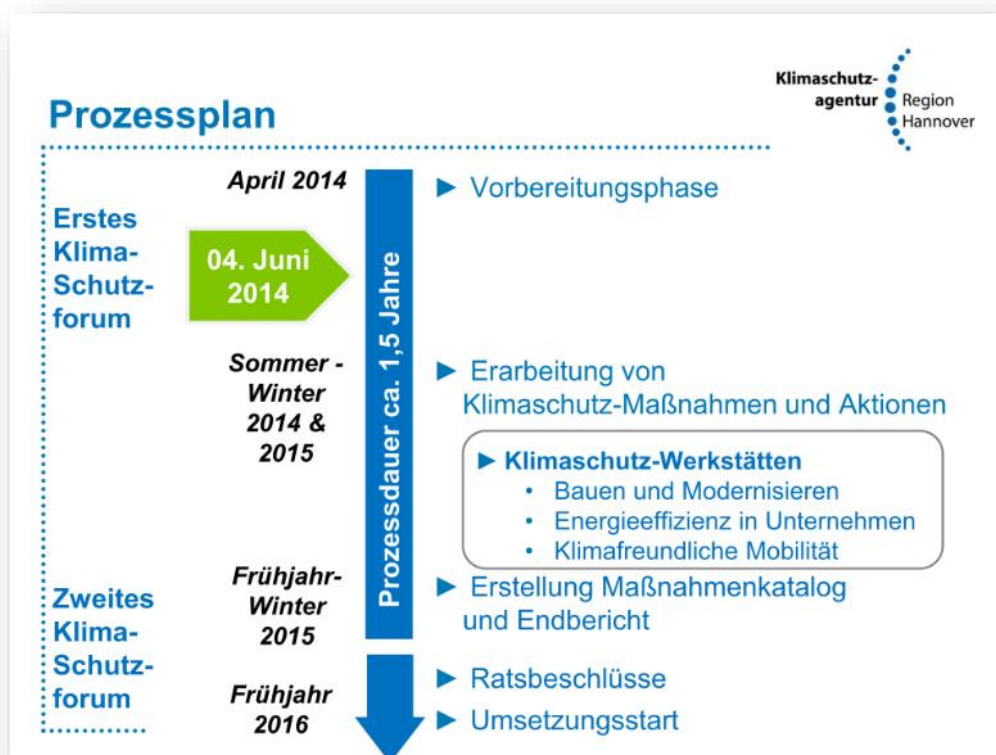 Klimaschutz-
agentur
Region
Hannover
Prozessplan
April 2014
► Vorbereitungsphase
Erstes
Klima-
Schutz-
forum
04. Juni
2014
Prozessdauer ca. 1,5 Jahre
Sommer -
Winter
2014 &
2015
► Erarbeitung von
Klimaschutz-Maßnahmen und Aktionen
► Klimaschutz-Werkstätten
• Bauen und Modernisieren
• Energieeffizienz in Unternehmen
• Klimafreundliche Mobilität
Zweites
Klima-
Schutz-
forum
Frühjahr-
Winter
2015
► Erstellung Maßnahmenkatalog
und Endbericht
Frühjahr
2016
► Ratsbeschlüsse
► Umsetzungsstart